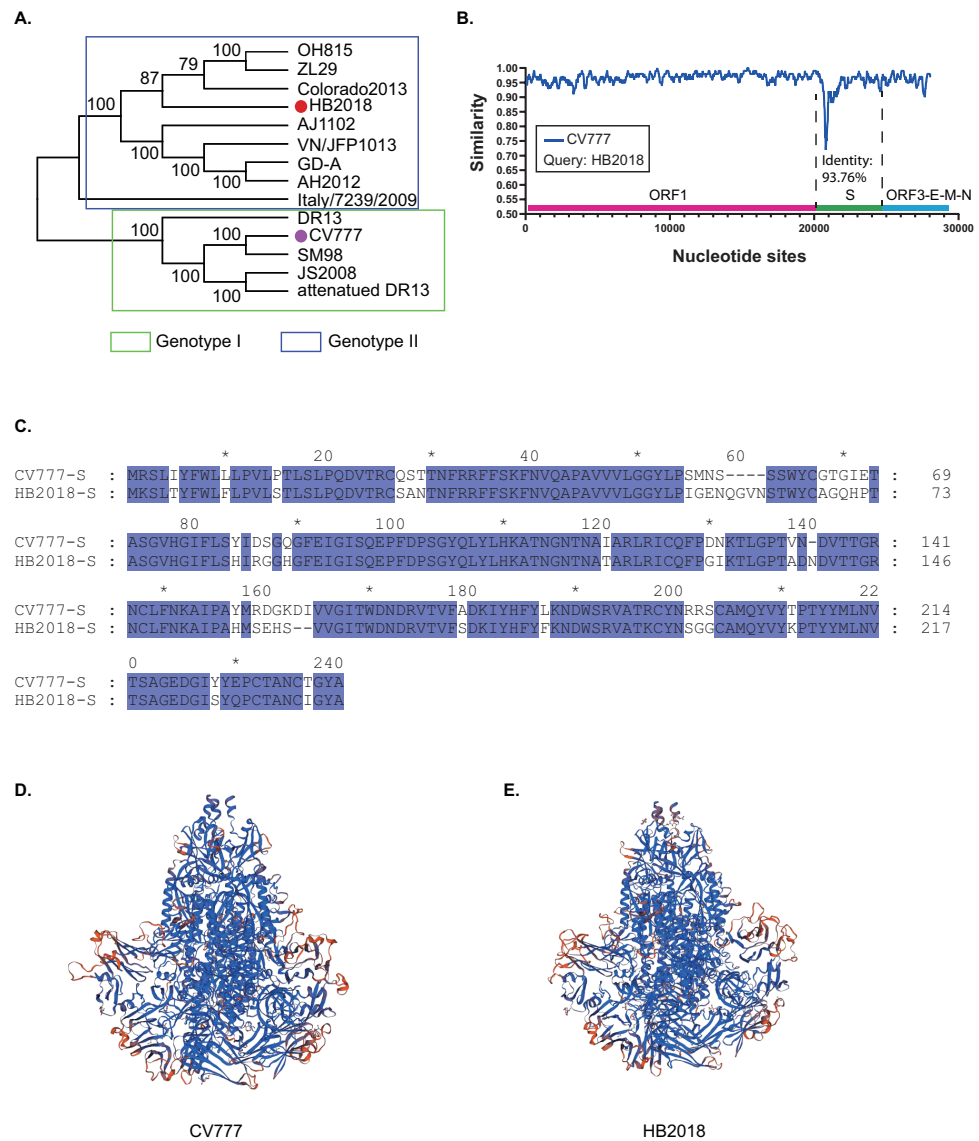 A.
100
79
87
100
100
100
100
100
100
100
100
OH815
ZL29
Colorado2013
HB2018
AJ1102
VN/JFP1013
GD-A
AH2012
Italy/7239/2009
DR13
CV777
SM98
JS2008
attenatued DR13
Genotype I
Genotype II
B.
Similarity
1.00
0.95
0.90
0.85
0.80
0.75
0.70
0.65
0.60
0.55
0.50
CV777
Query: HB2018
Identity:
93.76%
ORF1
S
ORF3-E-M-N
0
10000
20000
30000
Nucleotide sites
C.
* 20 * 40 * 60 *
CV777-S : MRSLIYFWLLLPVLPTLSLPQDVTRCQSTTNFRRFFSKFNVQAPAVVVLGGYLPSMNS----SSWYCGTGIET : 69
HB2018-S : MKSLTYFWLFLPVLSTLSLPQDVTRCSANTNFRRFFSKFNVQAPAVVVLGGYLPIGENQGVNSTWYCAGQHPT : 73
80 * 100 * 120 * 140
CV777-S : ASGVHGIFLSYIDSGQGFEIGISQEPFDPSGYQLYLHKATNGNTNAIARLRICQFPDNKTLGPTVN-DVTTGR : 141
HB2018-S : ASGVHGIFLSHIRGGHGFEIGISQEPFDPSGYQLYLHKATNGNTNATARLRICQFPGIKTLGPTADNDVTTGR : 146
* 160 * 180 * 200 * 22
CV777-S : NCLFNKAIPAYMRDGKDIVVGITWDNDRVTVFADKIYHFYLKNDWSRVATRCYNRRSCAMQYVYTPTYYMLNV : 214
HB2018-S : NCLFNKAIPAHMSEHS--VVGITWDNDRVTVFSDKIYHFYFKNDWSRVATKCYNSGGCAMQYVYKPTYYMLNV : 217
0 * 240
CV777-S : TSAGEDGIYYEPCTANCTGYA
HB2018-S : TSAGEDGISYQPCTANCIGYA
D.
CV777
E.
HB2018